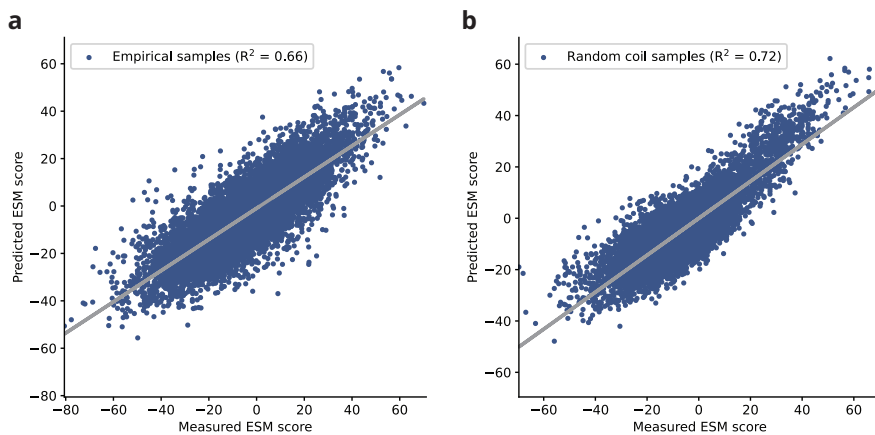 a
Empirical samples (R² = 0.66)
Predicted ESM score
60
40
20
0
−20
−40
−60
−80
−80 −60 −40 −20 0 20 40 60
Measured ESM score
b
Random coil samples (R² = 0.72)
Predicted ESM score
60
40
20
0
−20
−40
−60
−60 −40 −20 0 20 40 60
Measured ESM score